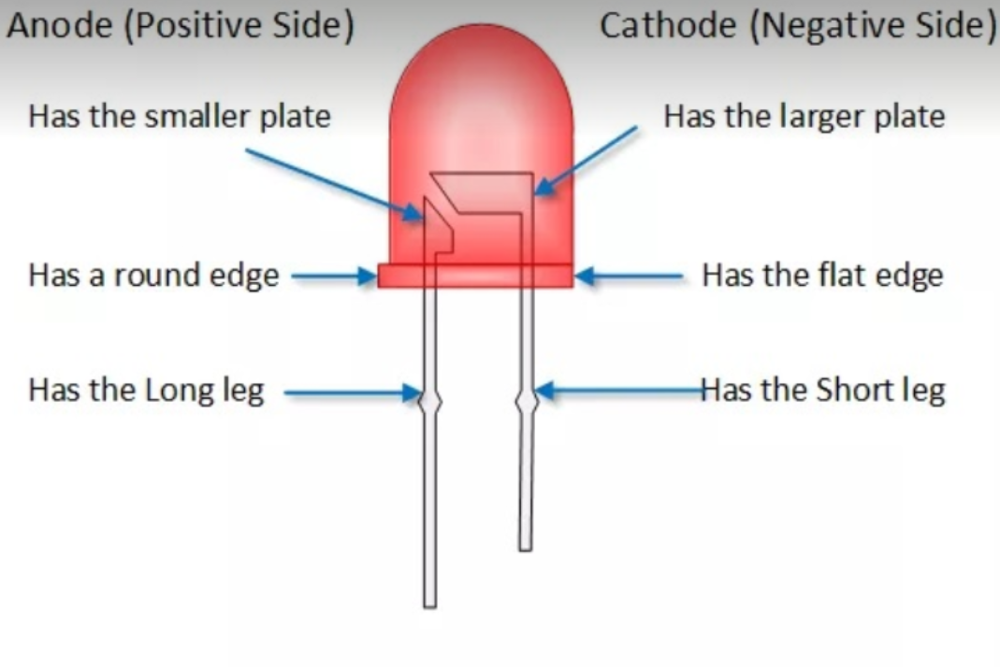 Anode (Positive Side)
Cathode (Negative Side)
Has the smaller plate
Has the larger plate
Has a round edge
Has the flat edge
Has the Long leg
Has the Short leg